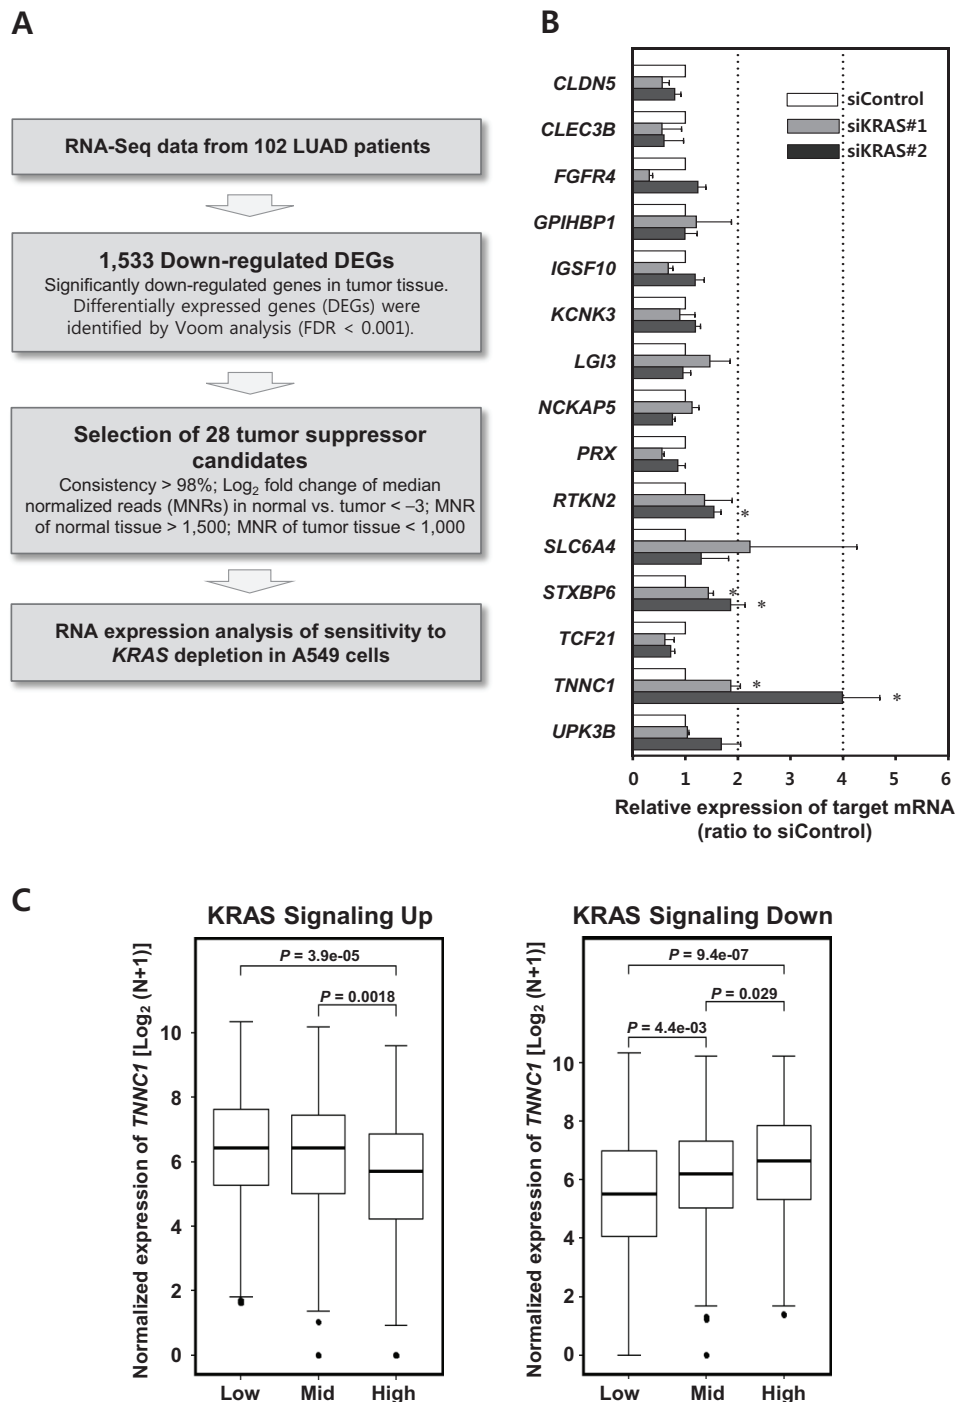 A
RNA-Seq data from 102 LUAD patients
1,533 Down-regulated DEGs
Significantly down-regulated genes in tumor tissue.
Differentially expressed genes (DEGs) were
identified by Voom analysis (FDR < 0.001).
Selection of 28 tumor suppressor
candidates
Consistency > 98%; Log2 fold change of median
normalized reads (MNRs) in normal vs. tumor < –3; MNR
of normal tissue > 1,500; MNR of tumor tissue < 1,000
RNA expression analysis of sensitivity to
KRAS depletion in A549 cells
B
siControl
siKRAS#1
siKRAS#2
CLDN5
CLEC3B
FGFR4
GPIHBP1
IGSF10
KCNK3
LGI3
NCKAP5
PRX
RTKN2
*
SLC6A4
STXBP6
*
*
TCF21
TNNC1
*
*
UPK3B
0 1 2 3 4 5 6
Relative expression of target mRNA
(ratio to siControl)
C
KRAS Signaling Up
Normalized expression of TNNC1 [Log2 (N+1)]
P = 3.9e-05
P = 0.0018
10
8
6
4
2
0
Low Mid High
KRAS Signaling Down
Normalized expression of TNNC1 [Log2 (N+1)]
P = 9.4e-07
P = 0.029
P = 4.4e-03
10
8
6
4
2
0
Low Mid High